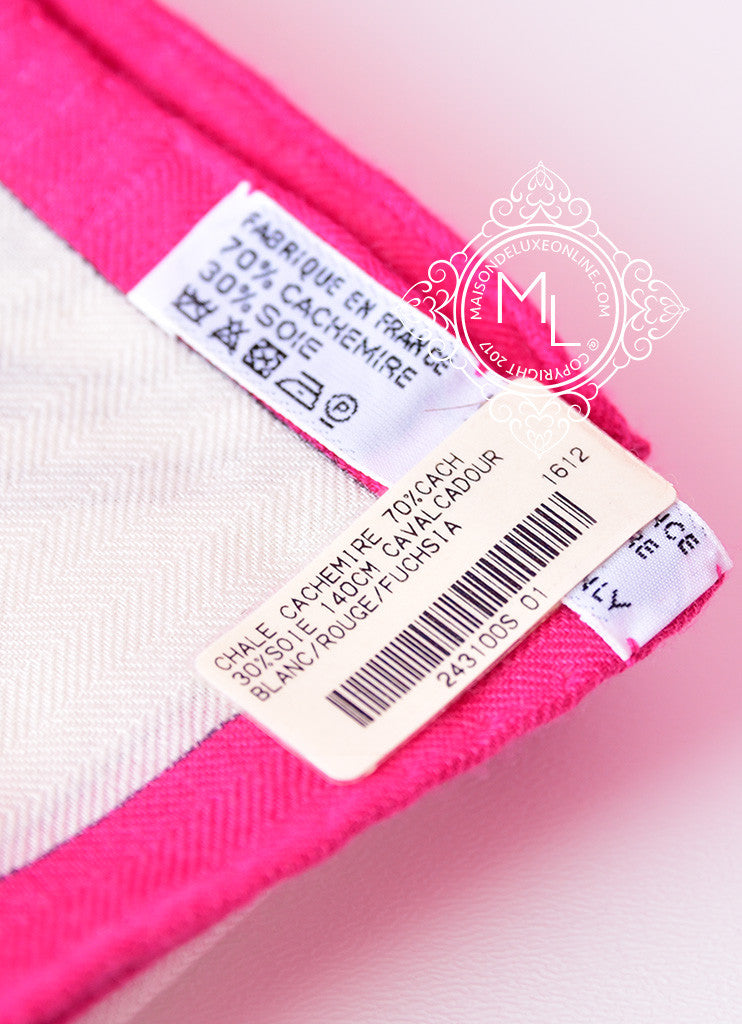 FABRIQUE EN FRANCE
70% CACHEMIRE
30% SOIE
P
MAISONDELUXEONLINE.COM
ML
© COPYRIGHT 2017
CHALE CACHEMIRE 70%CACH
30%SOIE 140CM CAVALCADOUR
BLANC/ROUGE/FUCHSIA
1612
243100S 01